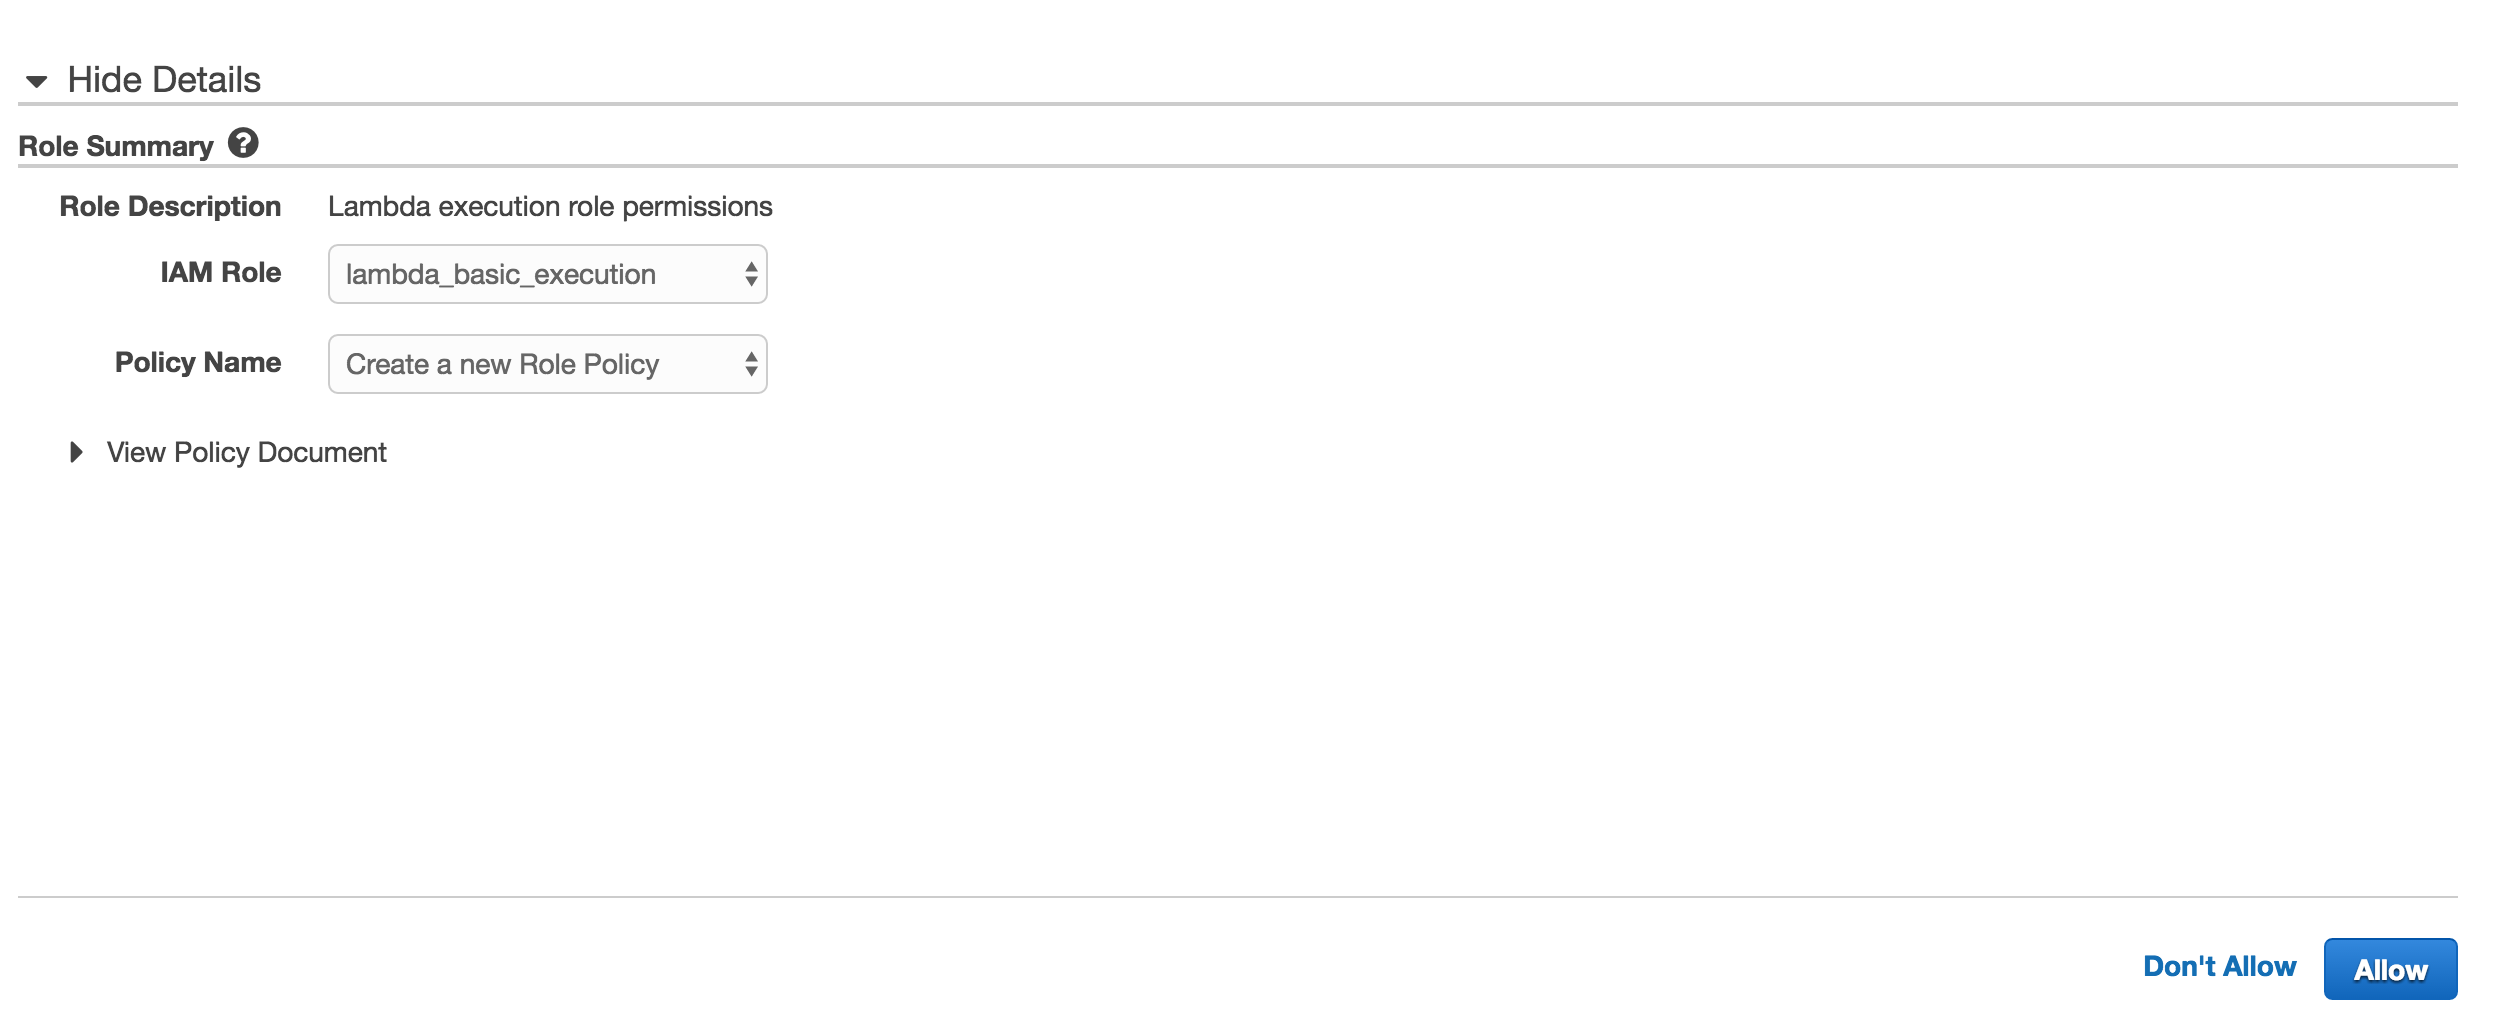 Hide Details
Role Summary ?
Role Description Lambda execution role permissions
IAM Role lambda_basic_execution
Policy Name Create a new Role Policy
View Policy Document
Don't Allow Allow